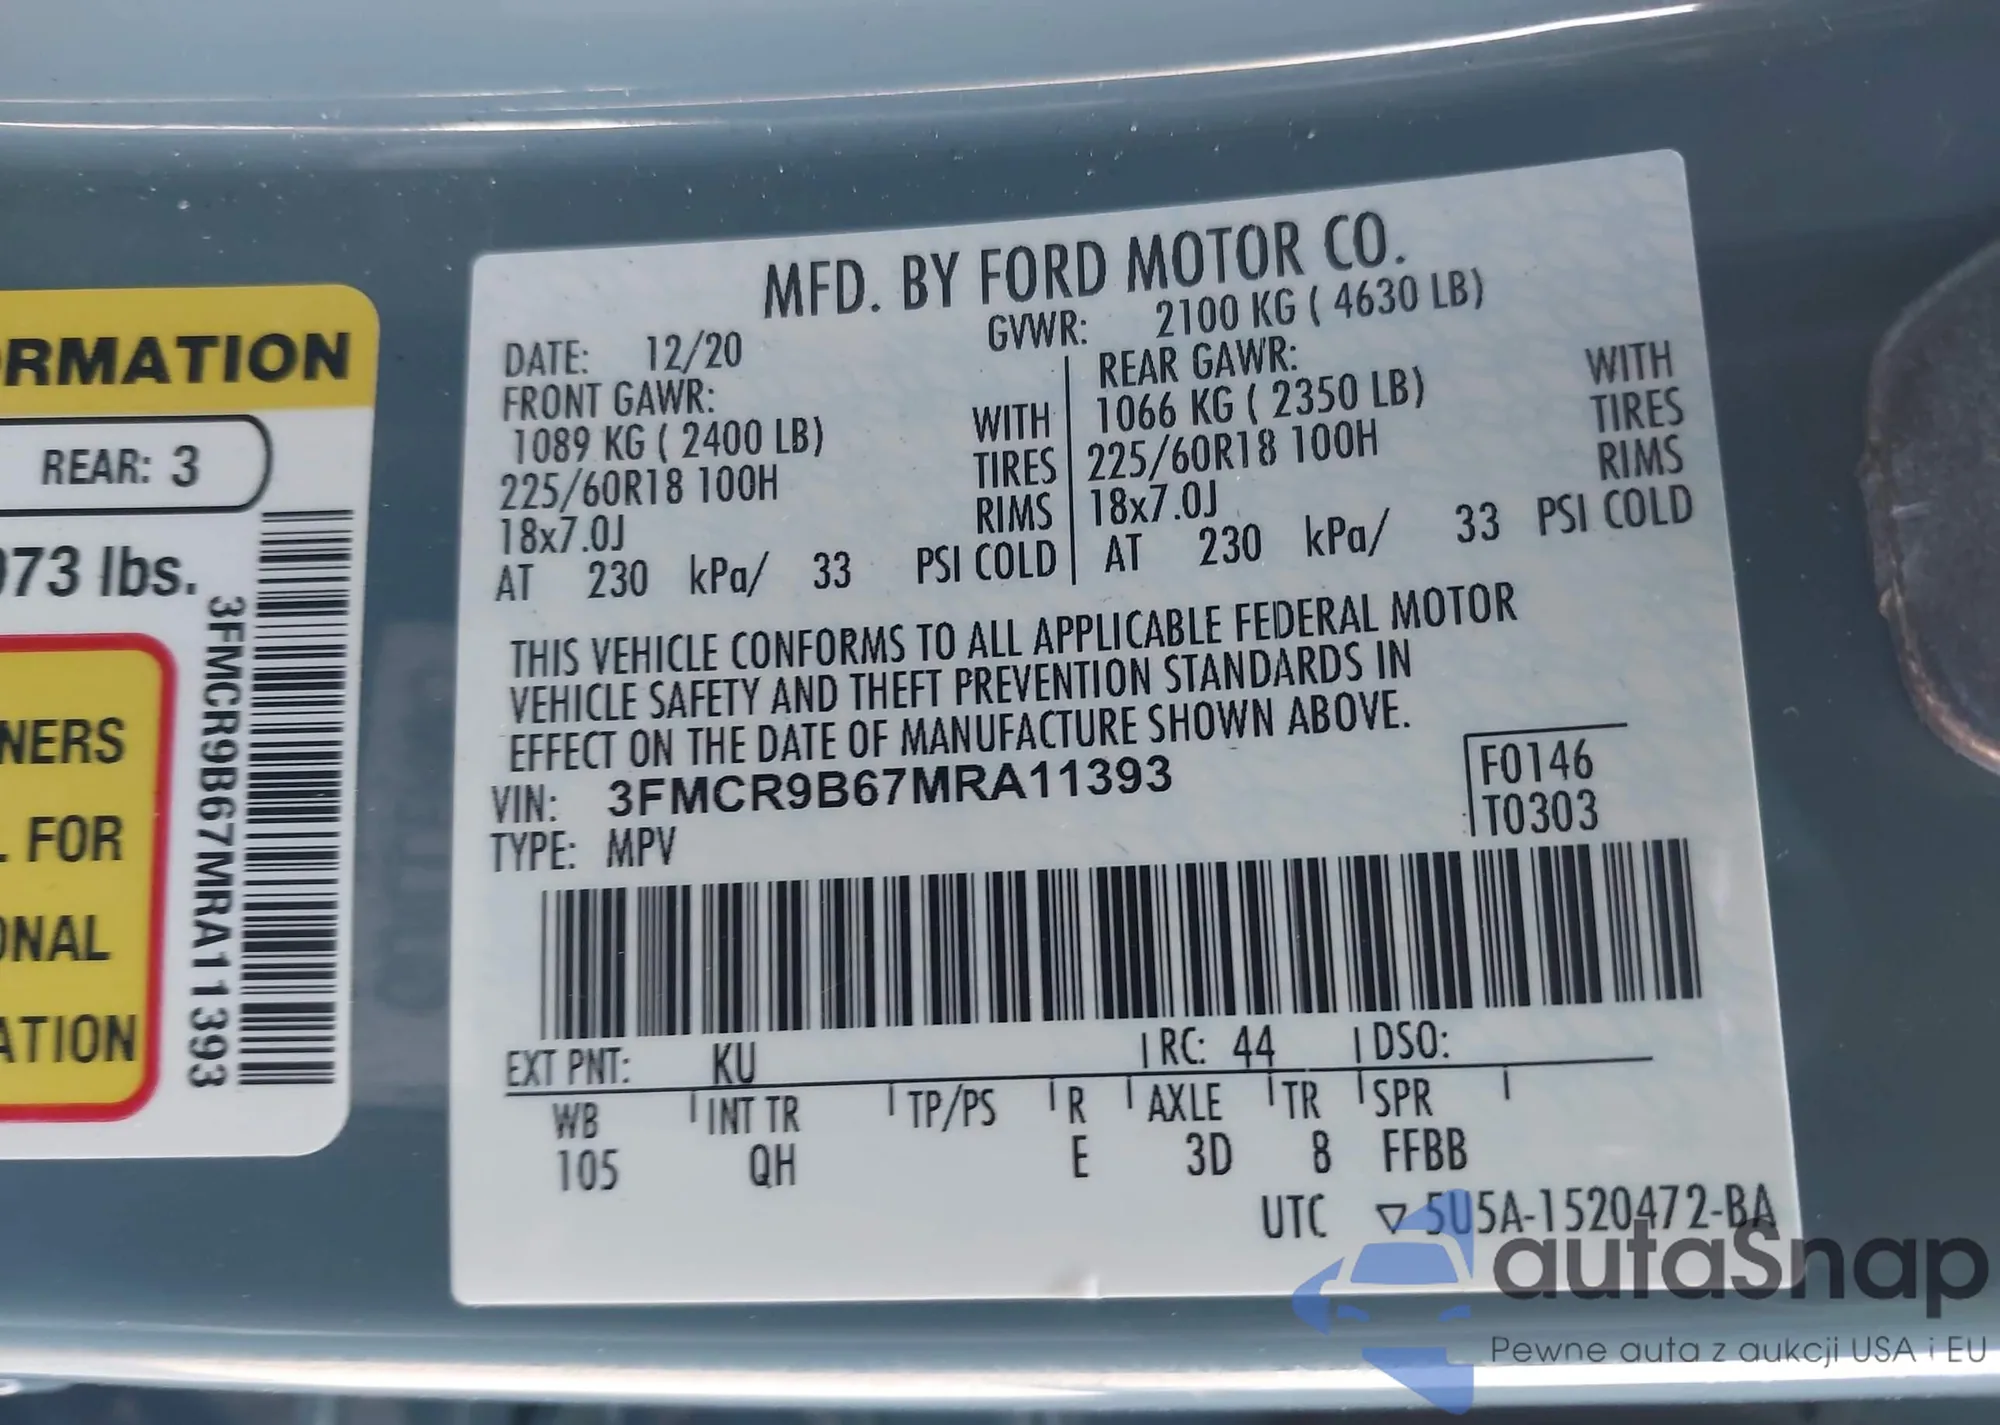 RMATION
REAR: 3
073 lbs.
NERS
FOR
ONAL
ATION
3FMCR9B67MRA11393
MFD. BY FORD MOTOR CO.
DATE: 12/20 GVWR: 2100 KG ( 4630 LB)
FRONT GAWR: REAR GAWR:
1089 KG ( 2400 LB) WITH 1066 KG ( 2350 LB) WITH
225/60R18 100H TIRES 225/60R18 100H TIRES
18x7.0J RIMS 18x7.0J RIMS
AT 230 kPa/ 33 PSI COLD AT 230 kPa/ 33 PSI COLD
THIS VEHICLE CONFORMS TO ALL APPLICABLE FEDERAL MOTOR
VEHICLE SAFETY AND THEFT PREVENTION STANDARDS IN
EFFECT ON THE DATE OF MANUFACTURE SHOWN ABOVE.
VIN: 3FMCR9B67MRA11393 F0146
TYPE: MPV T0303
EXT PNT: KU RC: 44 DSO:
WB INT TR TP/PS R AXLE TR SPR
105 QH E 3D 8 FFBB
UTC ▽ 5U5A-1520472-BA
autaSnap
Pewne auta z aukcji USA i EU